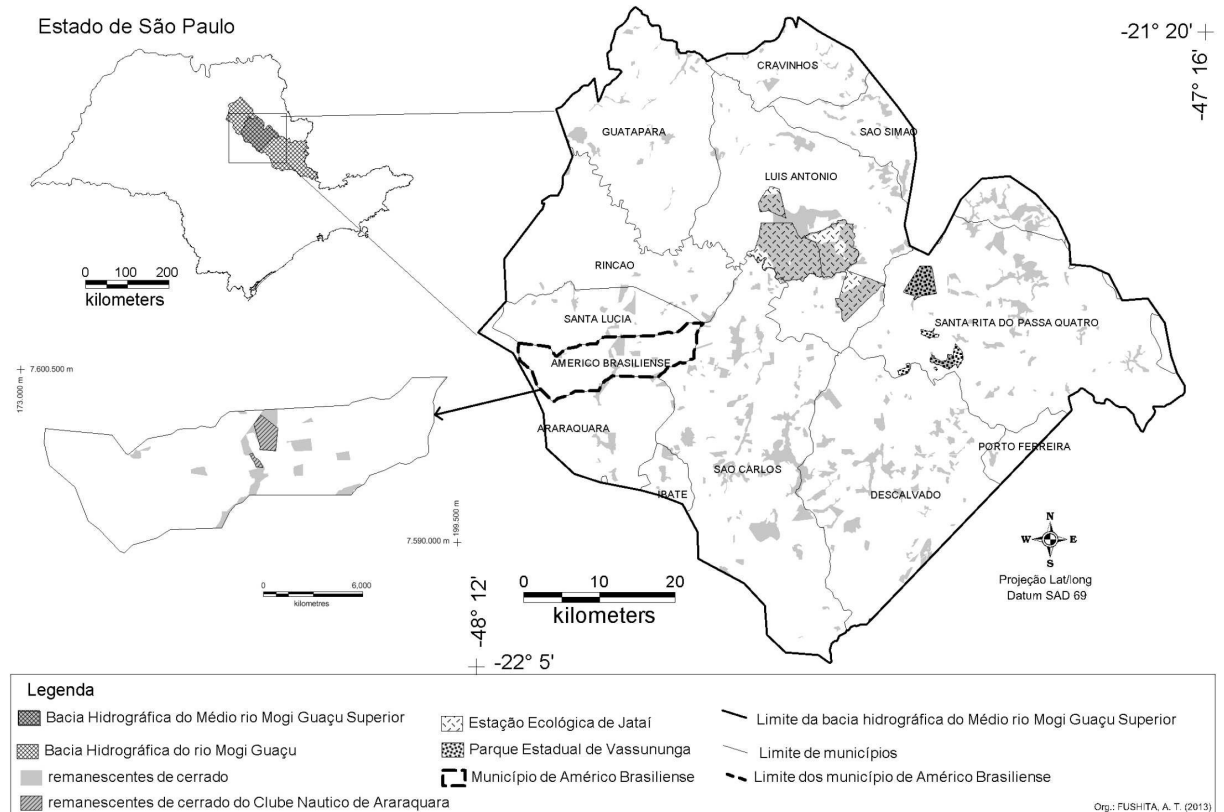 Estado de São Paulo
-21° 20'
-47° 16'
0 100 200
kilometers
CRAVINHOS
GUATAPARA
SAO SIMAO
LUIS ANTONIO
RINCAO
SANTA LUCIA
SANTA RITA DO PASSA QUATRO
AMERICO BRASILIENSE
ARARAQUARA
PORTO FERREIRA
SAO CARLOS
IBATE
DESCALVADO
7.600.500 m
173.000 m
7.590.000 m
199.500 m
0 6,000
kilometres
0 10 20
kilometers
N
W E
S
Projeção Lat/long
Datum SAD 69
-48° 12'
-22° 5'
Legenda
Bacia Hidrográfica do Médio rio Mogi Guaçu Superior
Bacia Hidrográfica do rio Mogi Guaçu
remanescentes de cerrado
remanescentes de cerrado do Clube Nautico de Araraquara
Estação Ecológica de Jataí
Parque Estadual de Vassununga
Município de Américo Brasiliense
Limite da bacia hidrográfica do Médio rio Mogi Guaçu Superior
Limite de municípios
Limite dos município de Américo Brasiliense
Org.: FUSHITA, A. T. (2013)